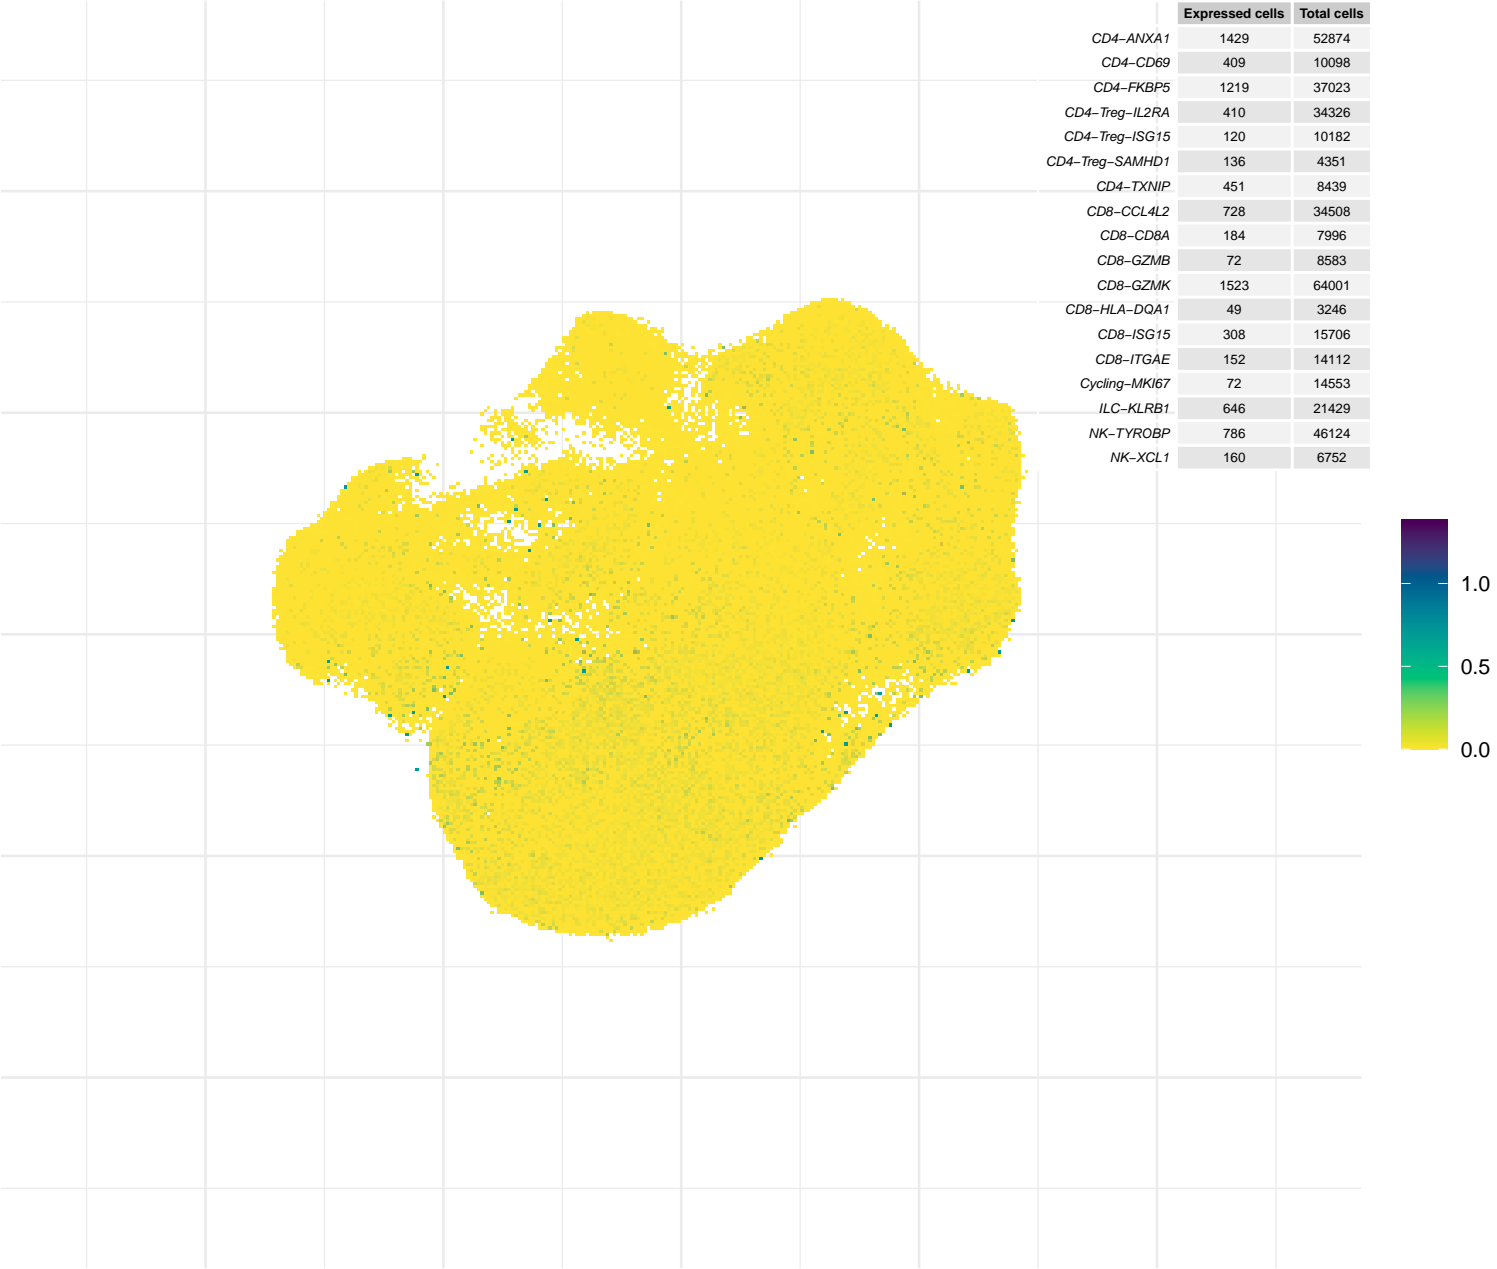 Expressed cells Total cells
CD4−ANXA1 1429 52874
CD4−CD69 409 10098
CD4−FKBP5 1219 37023
CD4−Treg−IL2RA 410 34326
CD4−Treg−ISG15 120 10182
CD4−Treg−SAMHD1 136 4351
CD4−TXNIP 451 8439
CD8−CCL4L2 728 34508
CD8−CD8A 184 7996
CD8−GZMB 72 8583
CD8−GZMK 1523 64001
CD8−HLA−DQA1 49 3246
CD8−ISG15 308 15706
CD8−ITGAE 152 14112
Cycling−MKI67 72 14553
ILC−KLRB1 646 21429
NK−TYROBP 786 46124
NK−XCL1 160 6752
1.0
0.5
0.0